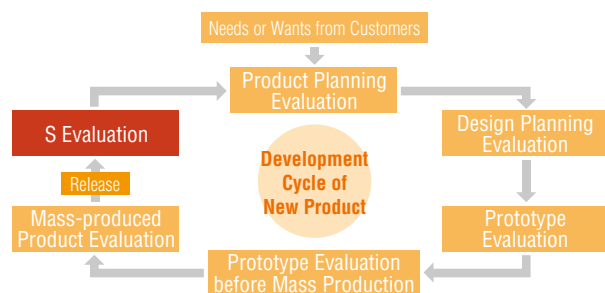 Needs or Wants from Customers
Product Planning
Evaluation
Design Planning
Evaluation
Prototype
Evaluation
Prototype Evaluation
before Mass Production
Mass-produced
Product Evaluation
Release
S Evaluation
Development
Cycle of
New Product